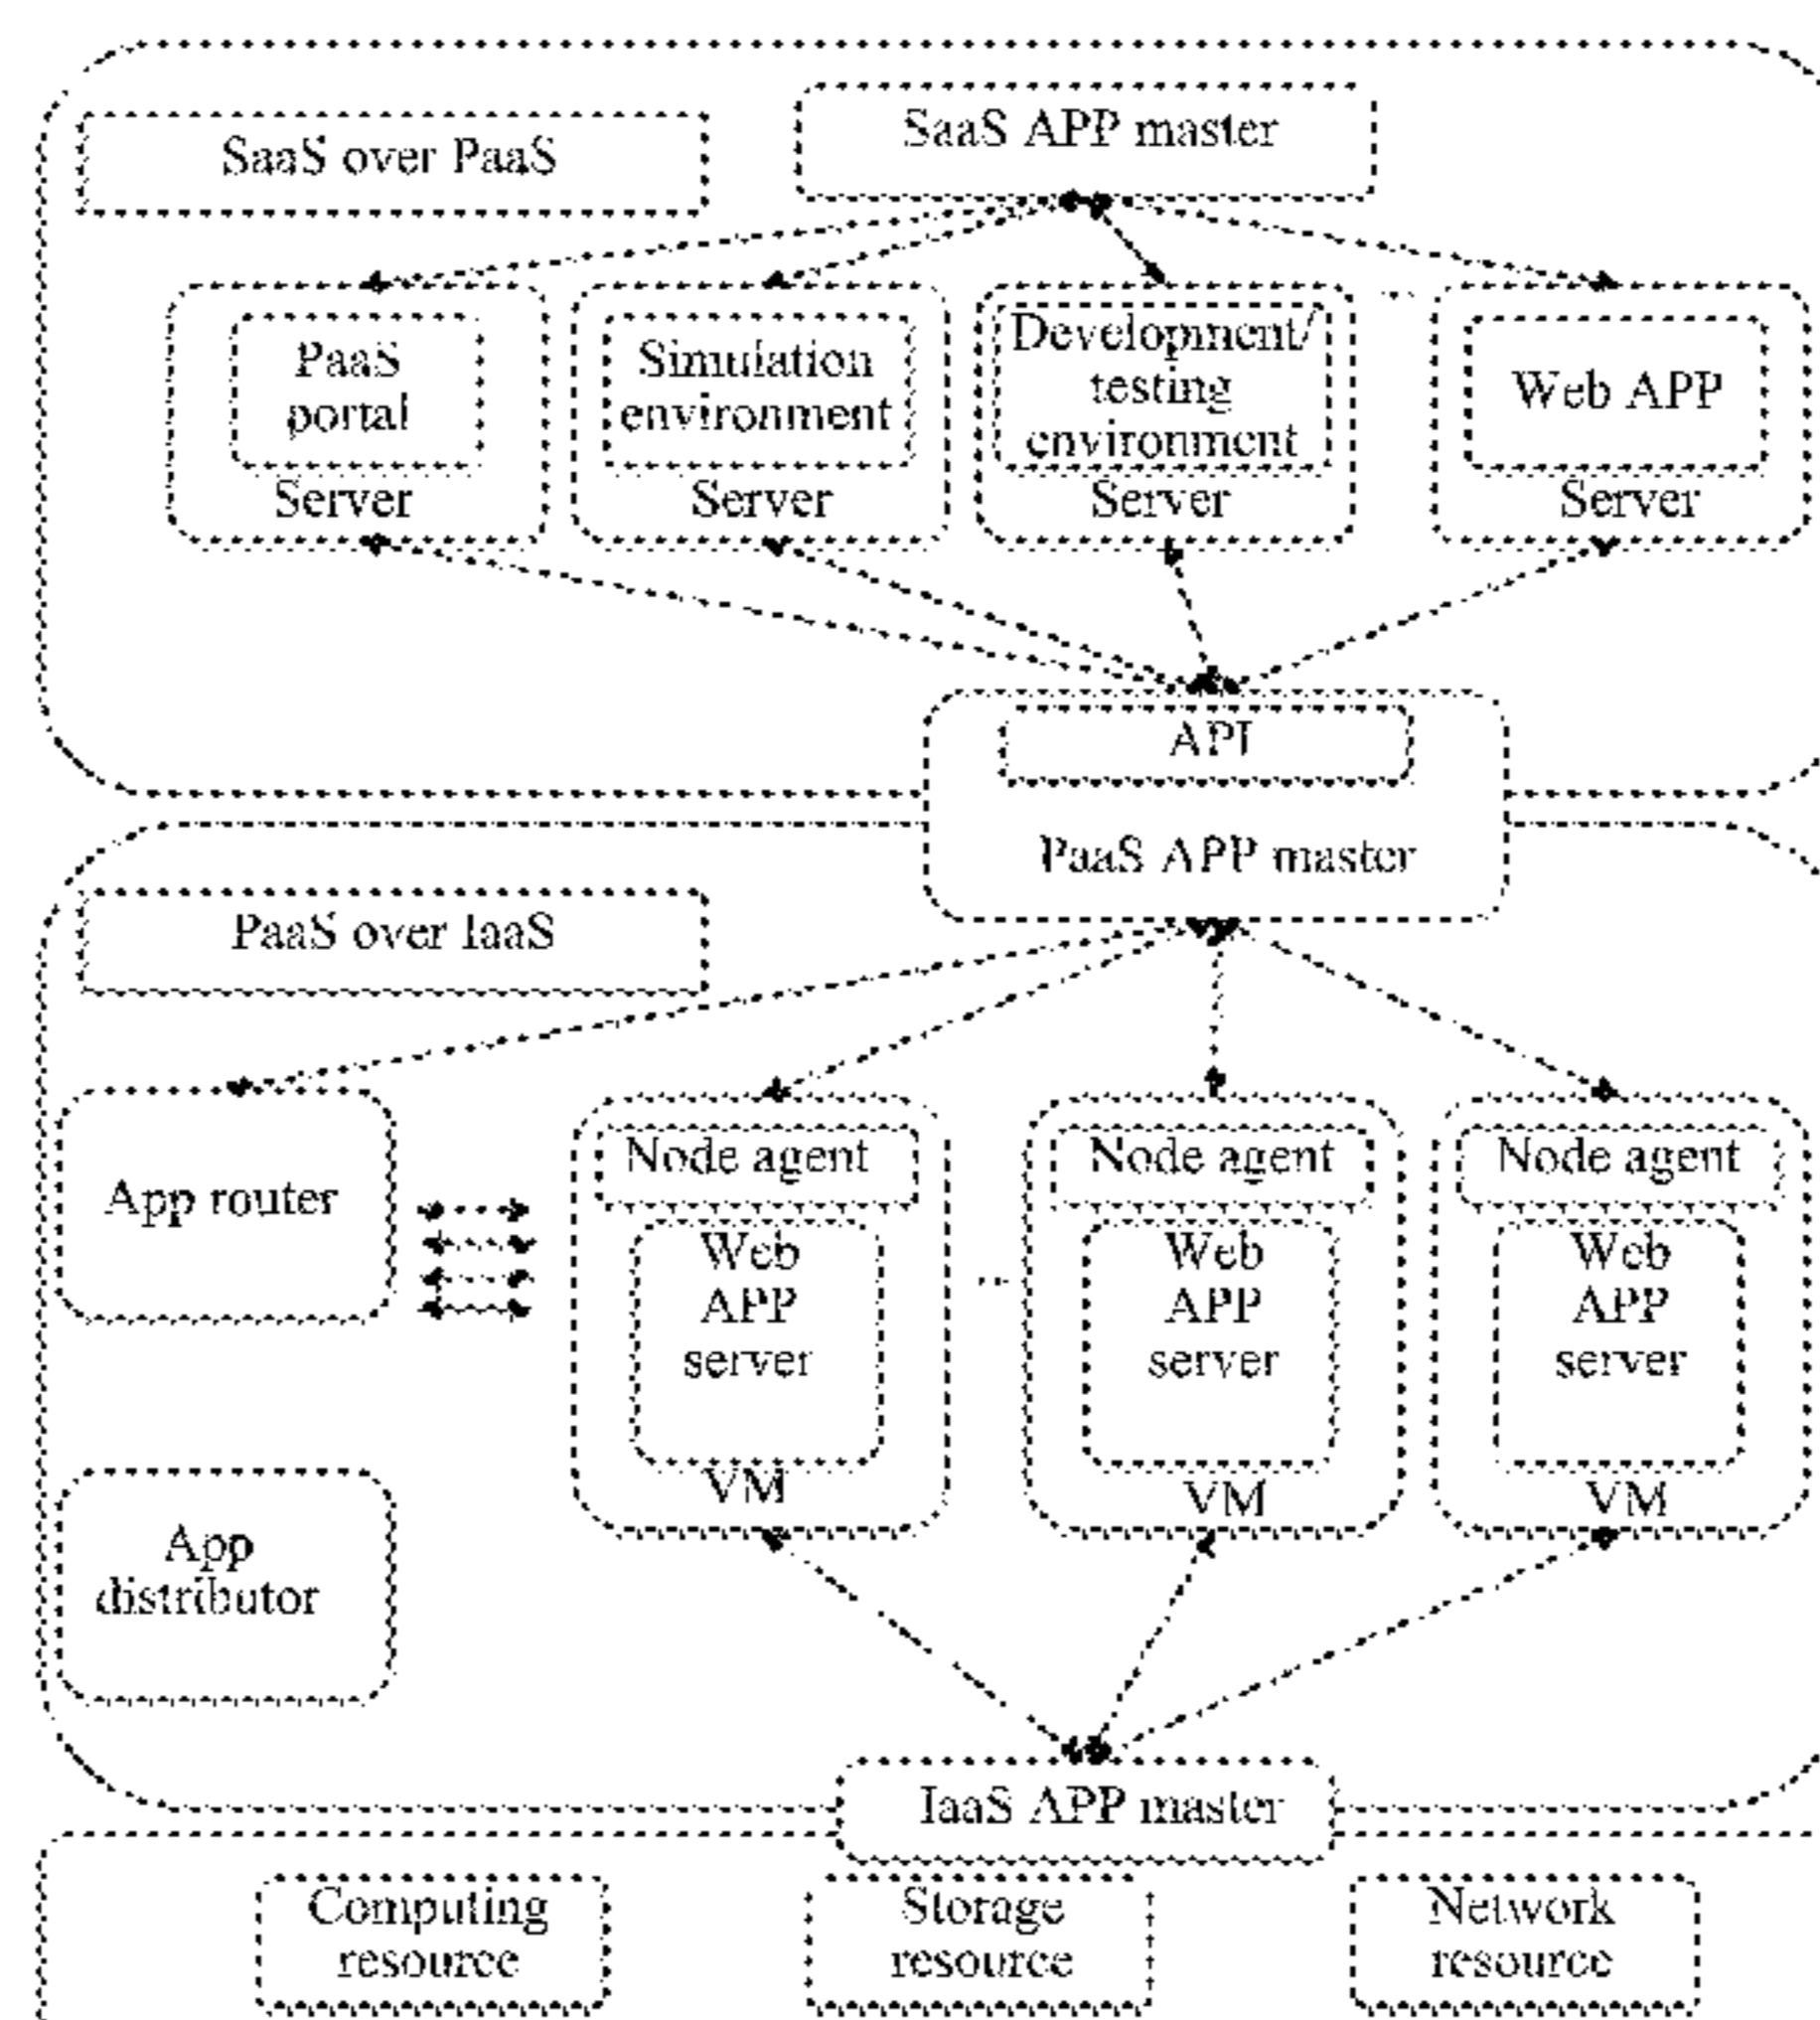 SaaS over PaaS
SaaS APP master
PaaS
portal
Server
Simulation
environment
Server
Development/
testing
environment
Server
Web APP
Server
API
PaaS APP master
PaaS over IaaS
App router
Node agent
Web
APP
server
VM
Node agent
Web
APP
server
VM
Node agent
Web
APP
server
VM
App
distributor
IaaS APP master
Computing
resource
Storage
resource
Network
resource